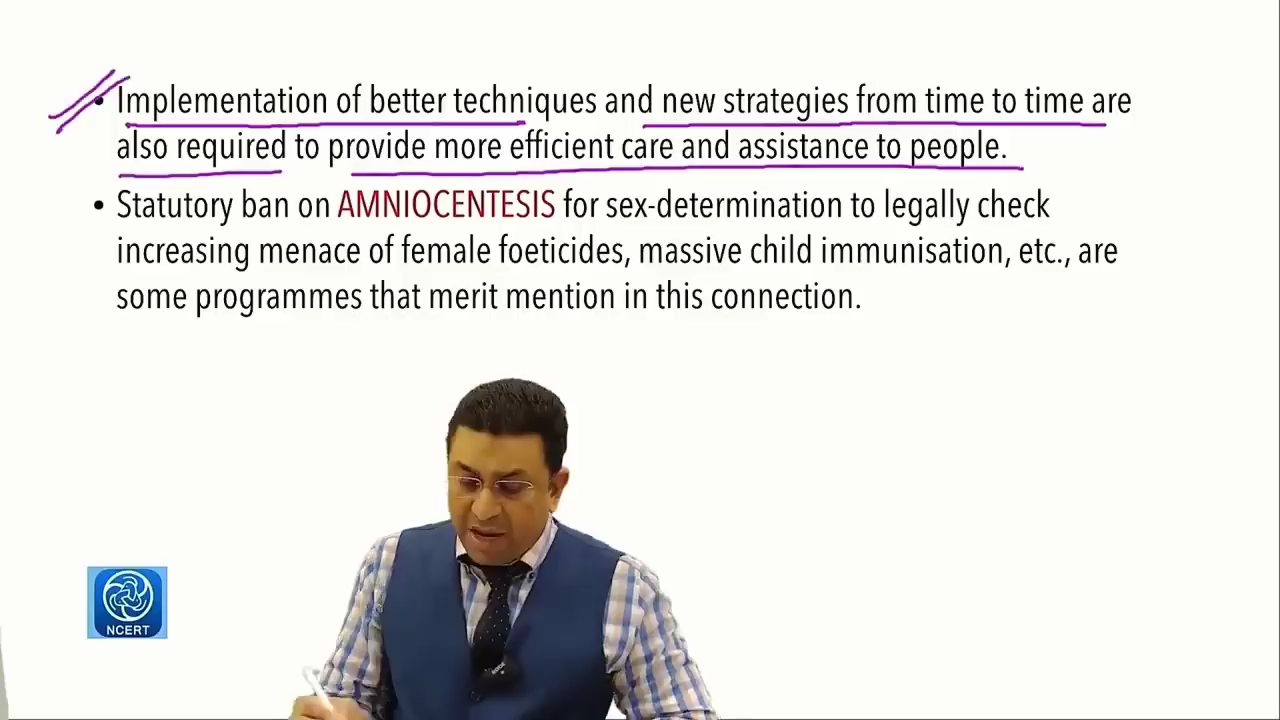 • Implementation of better techniques and new strategies from time to time are
also required to provide more efficient care and assistance to people.
• Statutory ban on AMNIOCENTESIS for sex-determination to legally check
increasing menace of female foeticides, massive child immunisation, etc., are
some programmes that merit mention in this connection.
NCERT